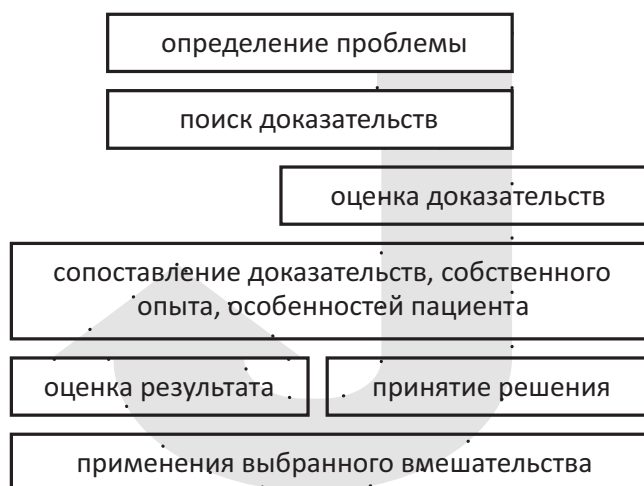 определение проблемы
поиск доказательств
оценка доказательств
сопоставление доказательств, собственного
опыта, особенностей пациента
оценка результата
принятие решения
применения выбранного вмешательства